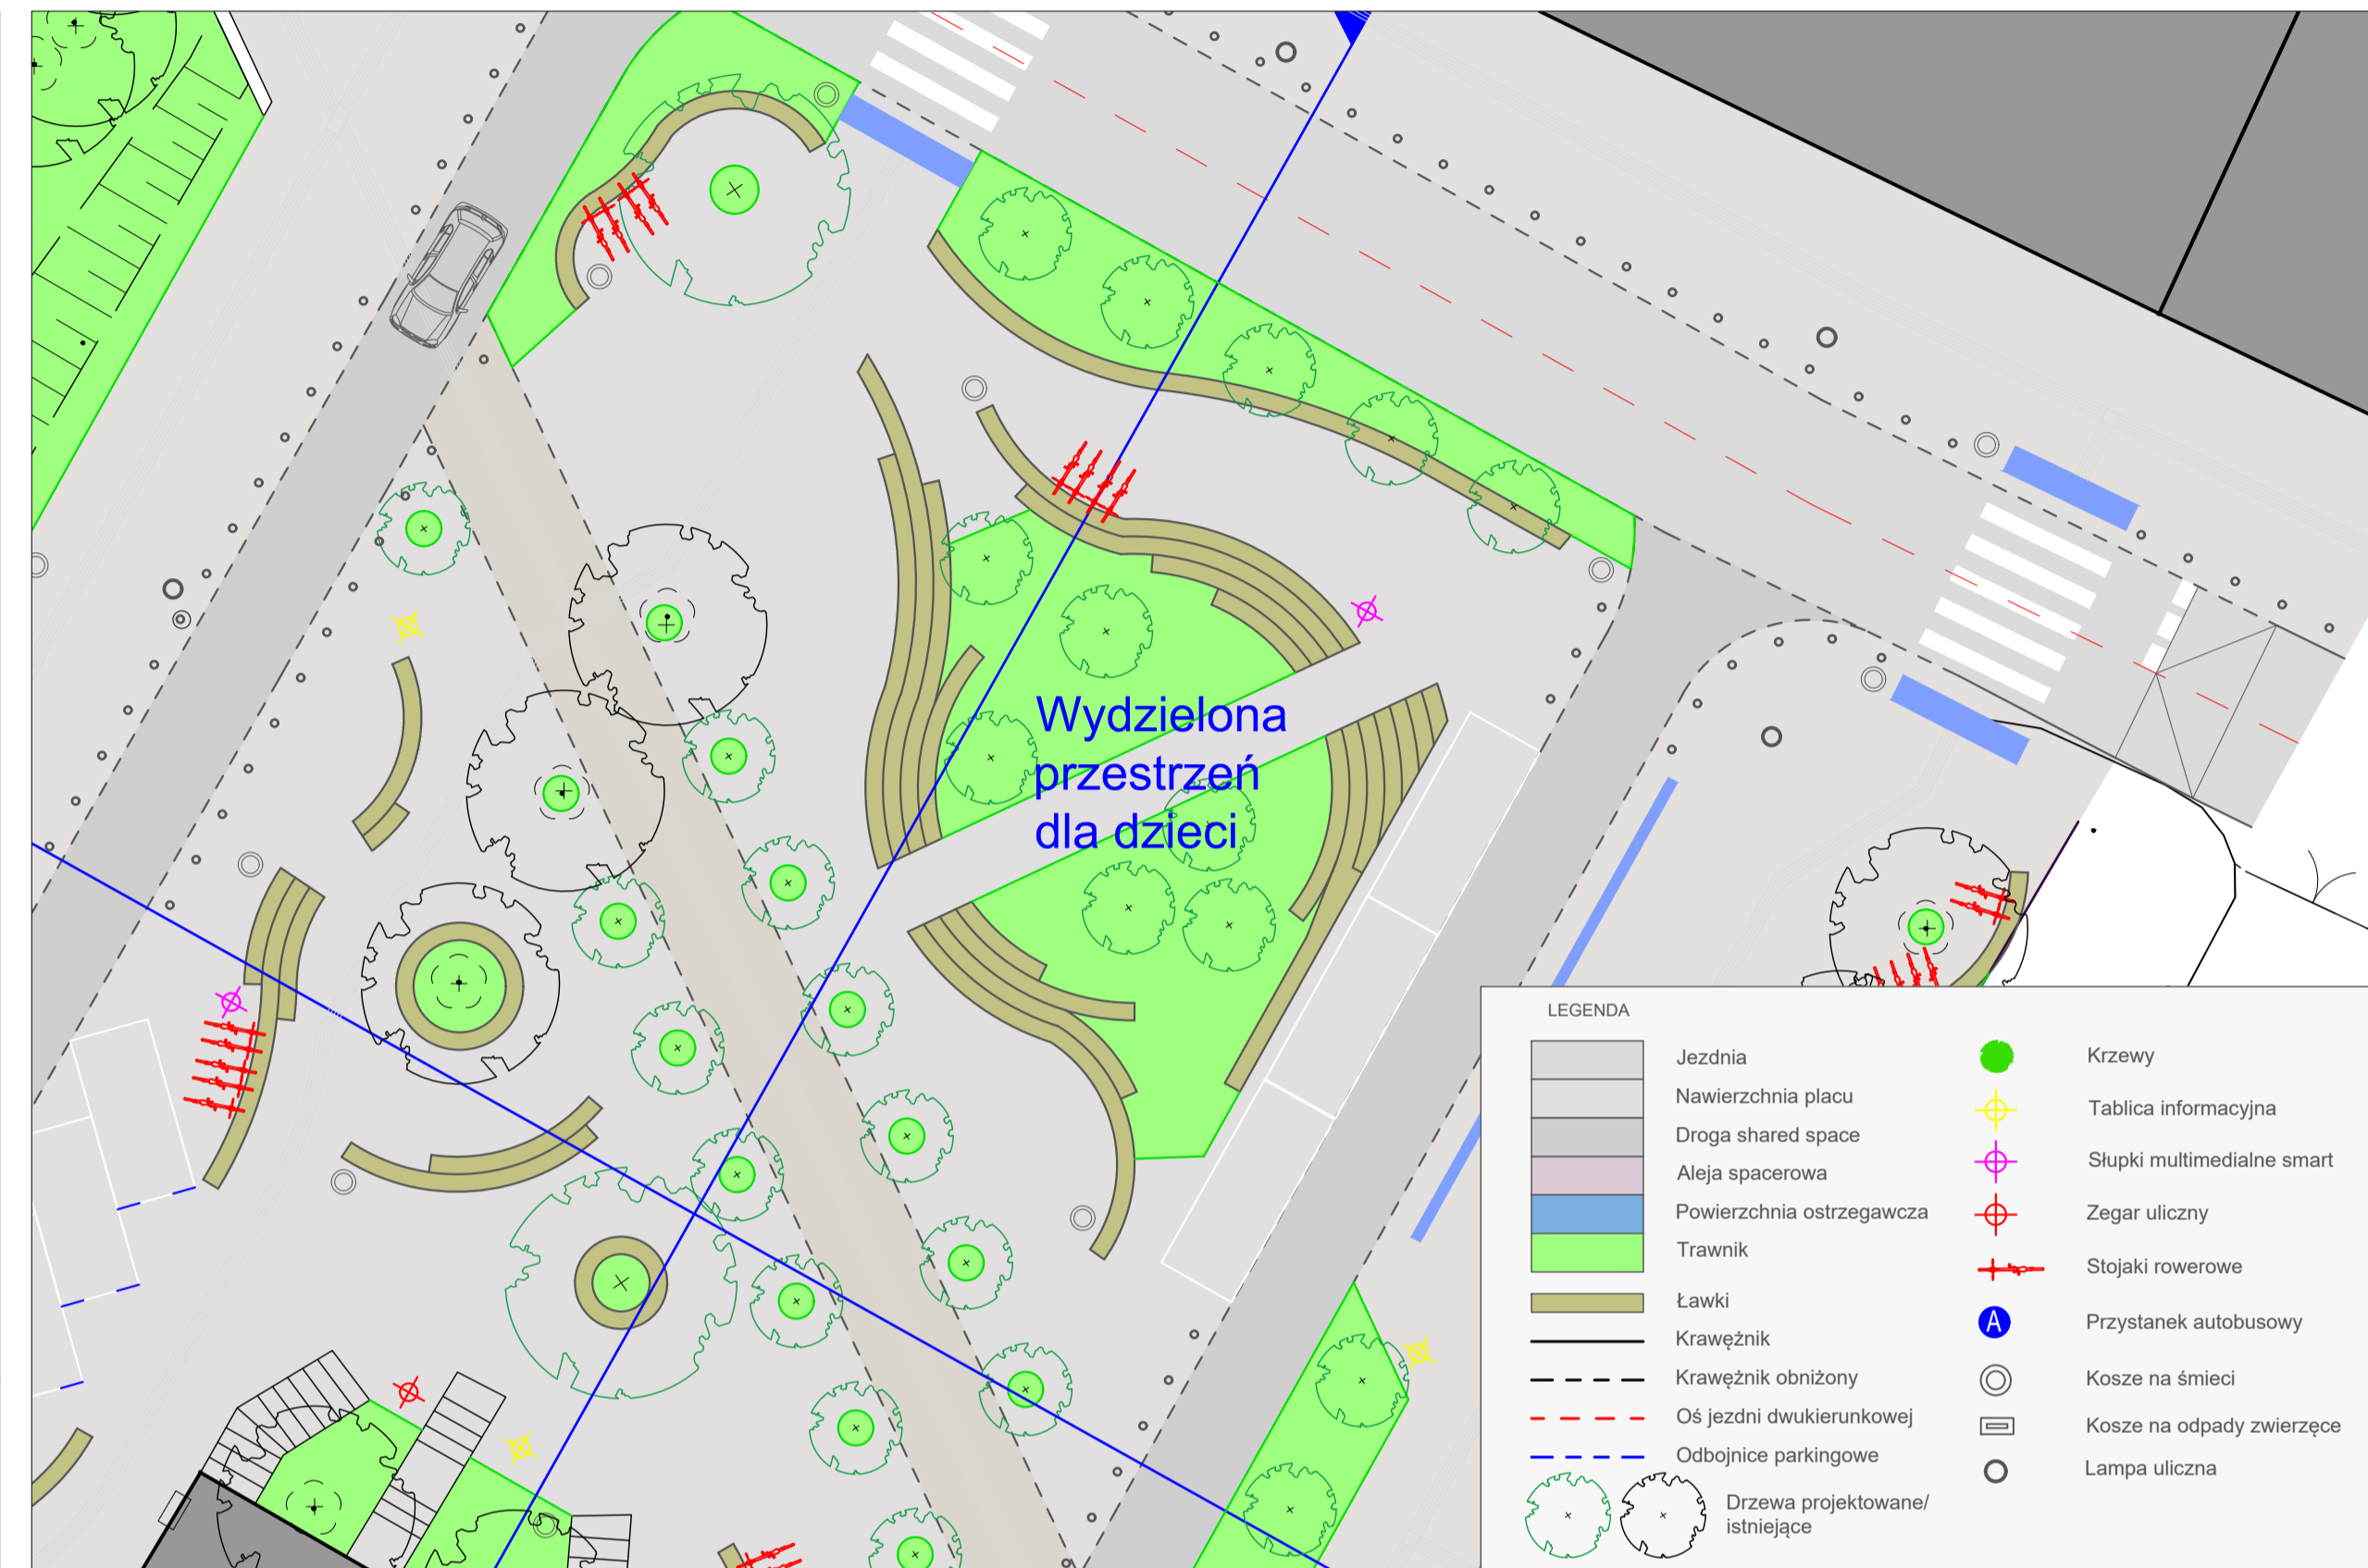 Wydzielona
przestrzeń
dla dzieci
LEGENDA
Jezdnia
Nawierzchnia placu
Droga shared space
Aleja spacerowa
Powierzchnia ostrzegawcza
Trawnik
Ławki
Krawężnik
Krawężnik obniżony
Oś jezdni dwukierunkowej
Odbojnice parkingowe
Drzewa projektowane/
istniejące
Krzewy
Tablica informacyjna
Słupki multimedialne smart
Zegar uliczny
Stojaki rowerowe
A
Przystanek autobusowy
Kosze na śmieci
Kosze na odpady zwierzęce
Lampa uliczna